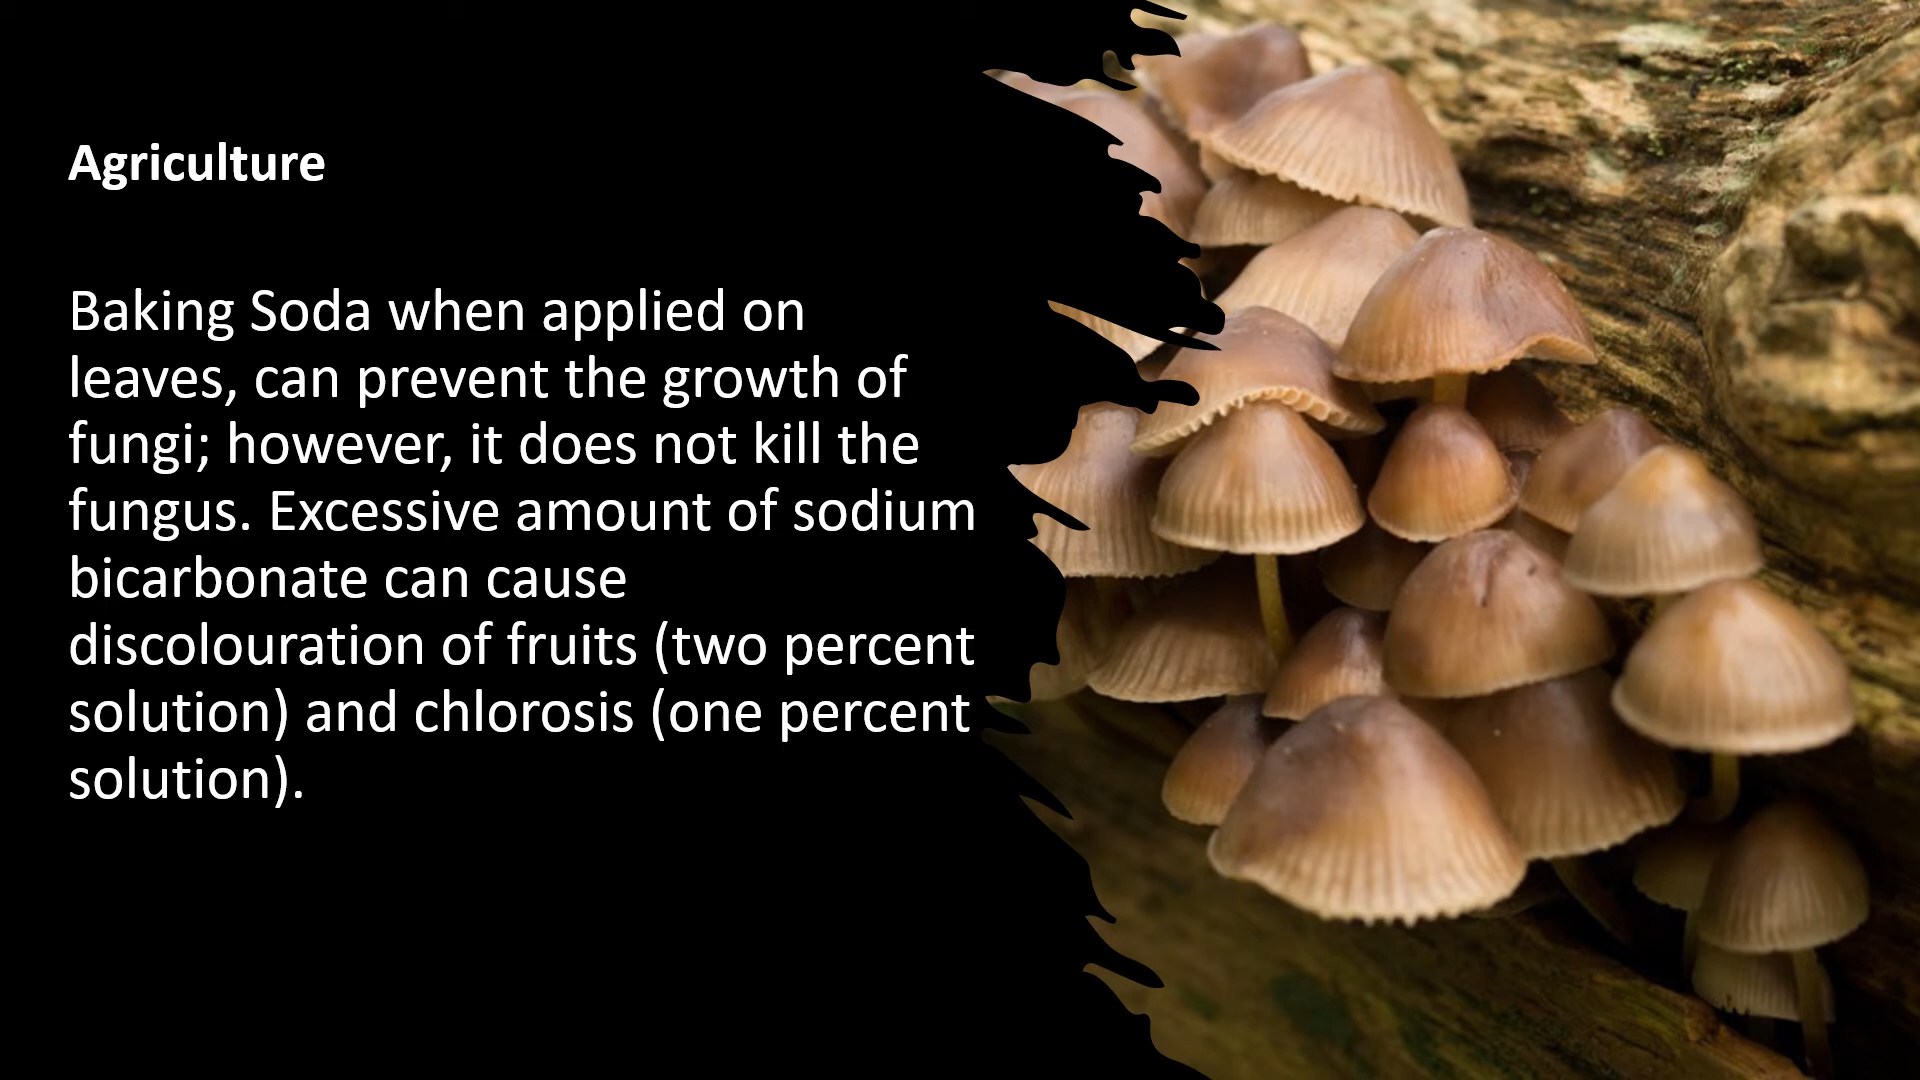 Agriculture
Baking Soda when applied on
leaves, can prevent the growth of
fungi; however, it does not kill the
fungus. Excessive amount of sodium
bicarbonate can cause
discolouration of fruits (two percent
solution) and chlorosis (one percent
solution).